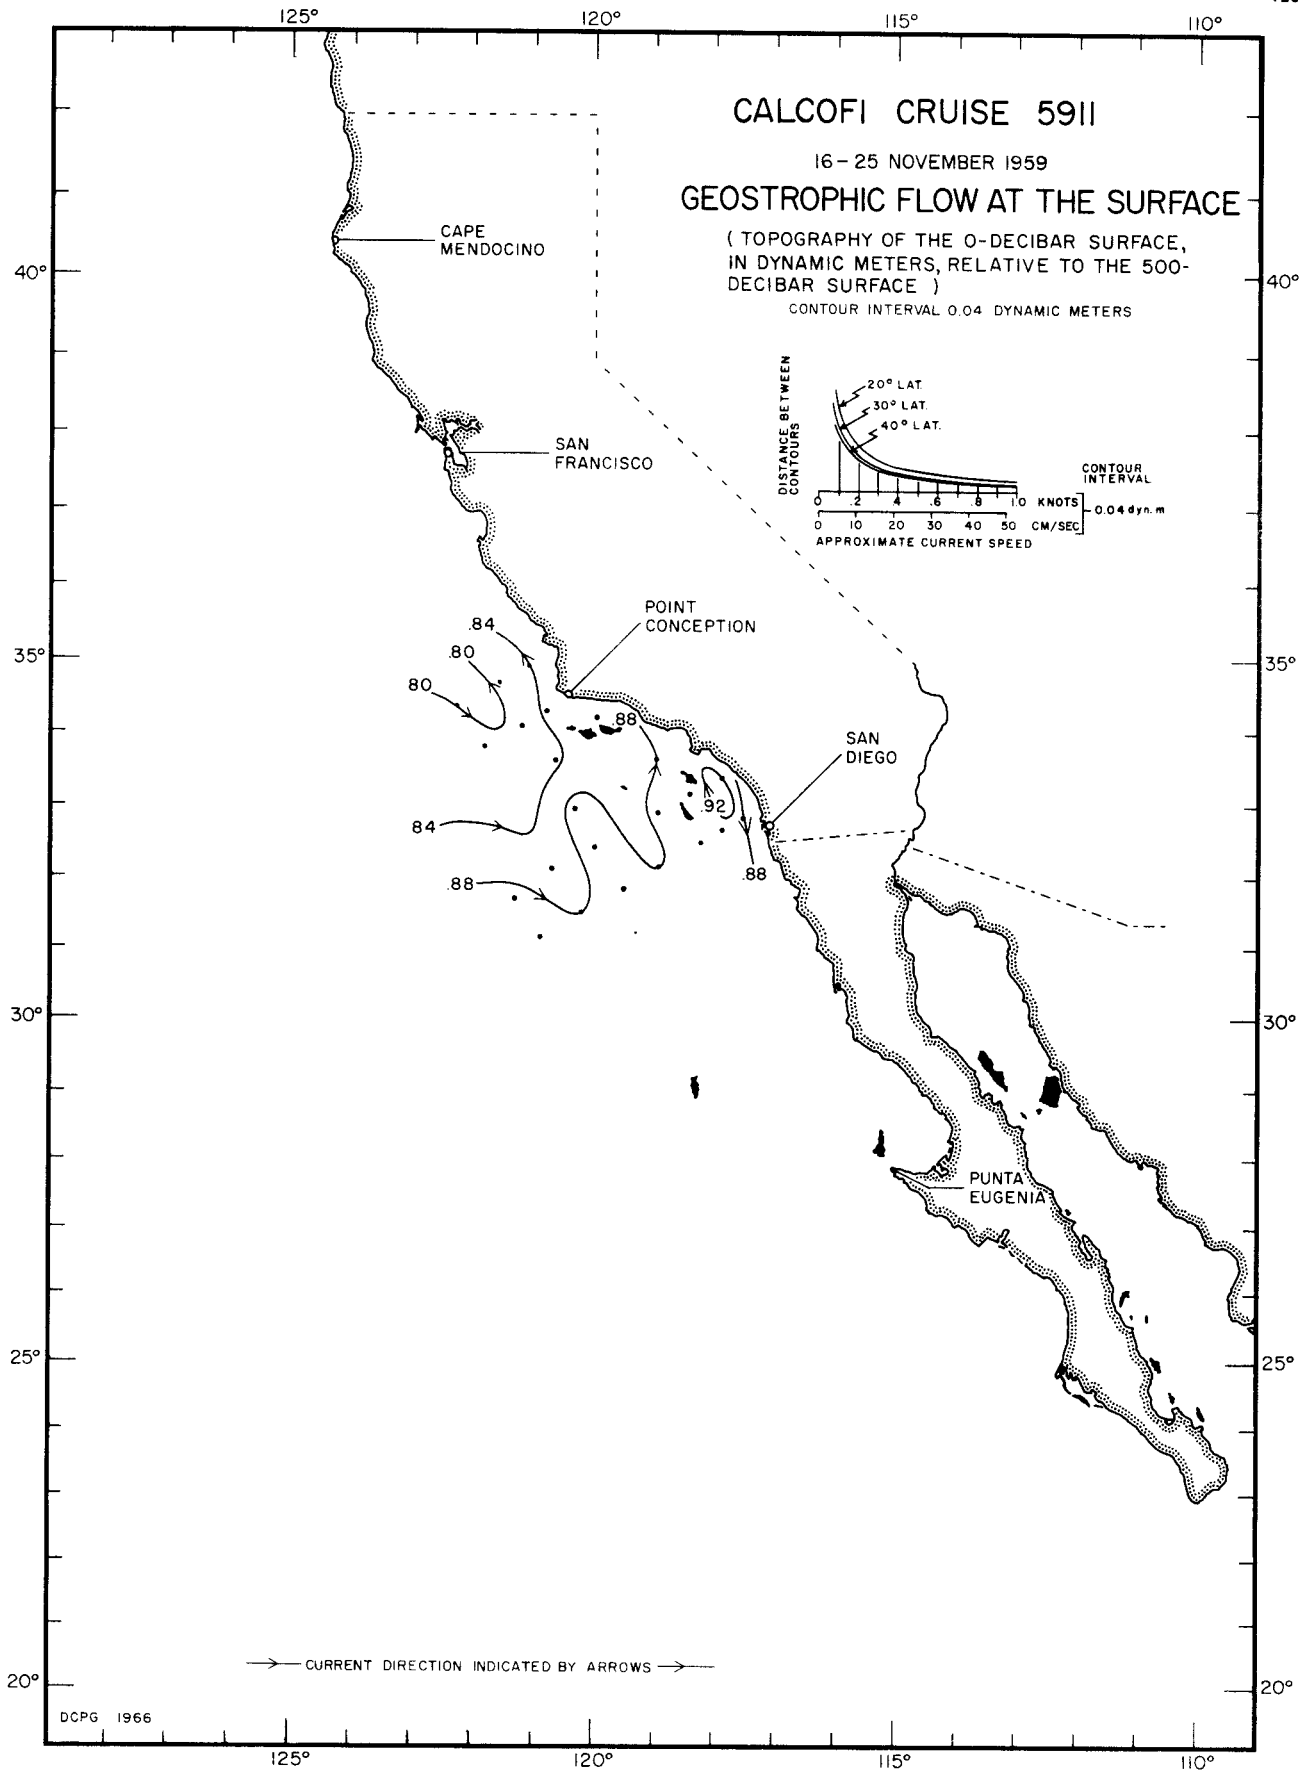 125° 120° 115° 110°
CALCOFI CRUISE 5911
16–25 NOVEMBER 1959
GEOSTROPHIC FLOW AT THE SURFACE
( TOPOGRAPHY OF THE 0-DECIBAR SURFACE,
IN DYNAMIC METERS, RELATIVE TO THE 500-
DECIBAR SURFACE )
CONTOUR INTERVAL 0.04 DYNAMIC METERS
CAPE
MENDOCINO
40°
40°
DISTANCE BETWEEN
CONTOURS
20° LAT.
30° LAT.
40° LAT.
CONTOUR
INTERVAL
0 .2 .4 .6 .8 1.0 KNOTS
0.04 dyn. m
0 10 20 30 40 50 CM/SEC
APPROXIMATE CURRENT SPEED
SAN
FRANCISCO
POINT
CONCEPTION
.84
.80
35°
35°
80
.88
SAN
DIEGO
.92
84
.88
.88
30°
30°
PUNTA
EUGENIA
25°
25°
CURRENT DIRECTION INDICATED BY ARROWS
20°
20°
DCPG 1966
125° 120° 115° 110°